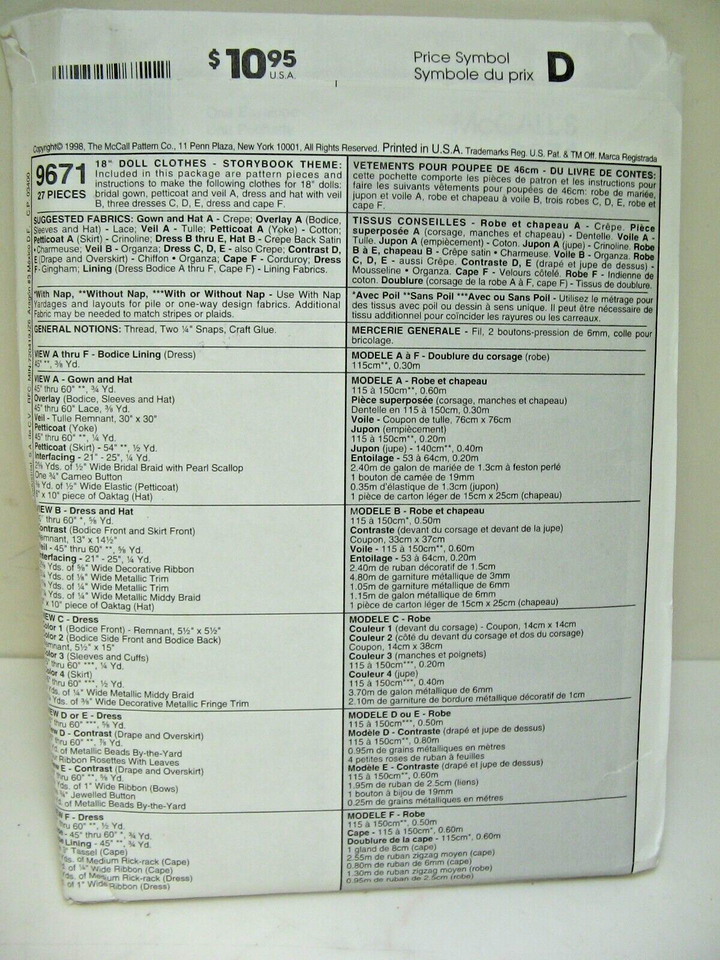 $10.95
U.S.A.
Price Symbol
Symbole du prix D
Copyright© 1998, The McCall Pattern Co., 11 Penn Plaza, New York 10001, All Rights Reserved. Printed in U.S.A. Trademarks Reg. U.S. Pat. & TM Off. Marca Registrada
9671
27 PIECES
18" DOLL CLOTHES - STORYBOOK THEME:
Included in this package are pattern pieces and
instructions to make the following clothes for 18" dolls:
bridal gown, petticoat and veil A, dress and hat with veil
B, three dresses C, D, E, dress and cape F.
SUGGESTED FABRICS: Gown and Hat A - Crepe; Overlay A (Bodice,
Sleeves and Hat) - Lace; Veil A - Tulle; Petticoat A (Yoke) - Cotton;
Petticoat A (Skirt) - Crinoline; Dress B thru E, Hat B - Crepe Back Satin
• Charmeuse; Veil B - Organza; Dress C, D, E - also Crepe; Contrast D,
E (Drape and Overskirt) - Chiffon • Organza; Cape F - Corduroy; Dress
F - Gingham; Lining (Dress Bodice A thru F, Cape F) - Lining Fabrics.
*With Nap, **Without Nap, ***With or Without Nap - Use With Nap
Yardages and layouts for pile or one-way design fabrics. Additional
Fabric may be needed to match stripes or plaids.
GENERAL NOTIONS: Thread, Two ¼" Snaps, Craft Glue.
VIEW A thru F - Bodice Lining (Dress)
45" **, ⅜ Yd.
VIEW A - Gown and Hat
45" thru 60" **, ¾ Yd.
Overlay (Bodice, Sleeves and Hat)
45" thru 60" Lace, ⅜ Yd.
Veil - Tulle Remnant, 30" x 30"
Petticoat (Yoke)
45" thru 60" **, ¼ Yd.
Petticoat (Skirt) - 54" **, ½ Yd.
Interfacing - 21" - 25", ¼ Yd.
Yds. of ½" Wide Bridal Braid with Pearl Scallop
One ¾" Cameo Button
Yd. of ½" Wide Elastic (Petticoat)
x 10" piece of Oaktag (Hat)
VIEW B - Dress and Hat
thru 60" *, ⅝ Yd.
Contrast (Bodice Front and Skirt Front)
Remnant, 13" x 14½"
Veil - 45" thru 60" **, ⅝ Yd.
Interfacing - 21" - 25", ¼ Yd.
Yds. of ⅝" Wide Decorative Ribbon
Yds. of ⅛" Wide Metallic Trim
Yds. of ¼" Wide Metallic Trim
Yds. of ¼" Wide Metallic Middy Braid
x 10" piece of Oaktag (Hat)
VIEW C - Dress
Color 1 (Bodice Front) - Remnant, 5½" x 5½"
Color 2 (Bodice Side Front and Bodice Back)
Remnant, 5½" x 15"
Color 3 (Sleeves and Cuffs)
thru 60" ***, ¼ Yd.
Color 4 (Skirt)
thru 60" ***, ½ Yd.
Yds. of ¼" Wide Metallic Middy Braid
Yds. of ⅜" Wide Decorative Metallic Fringe Trim
VIEW D or E - Dress
thru 60" ***, ⅝ Yd.
View D - Contrast (Drape and Overskirt)
thru 60" **, ⅞ Yd.
of Metallic Beads By-the-Yard
Ribbon Rosettes With Leaves
View E - Contrast (Drape and Overskirt)
thru 60" **, ⅝ Yd.
Yds. of 1" Wide Ribbon (Bows)
¾" Jewelled Button
of Metallic Beads By-the-Yard
F - Dress
thru 60" **, ½ Yd.
- 45" thru 60" *, ¾ Yd.
Lining - 45" **, ¾ Yd.
Tassel (Cape)
Yds. of Medium Rick-rack (Cape)
of ¼" Wide Ribbon (Cape)
Yds. of Medium Rick-rack (Dress)
of 1" Wide Ribbon (Dress)
VETEMENTS POUR POUPEE DE 46cm - DU LIVRE DE CONTES:
cette pochette comporte les pièces de patron et les instructions pour
faire les suivants vêtements pour poupées de 46cm: robe de mariée,
jupon et voile A, robe et chapeau à voile B, trois robes C, D, E, robe et
cape F.
TISSUS CONSEILLES - Robe et chapeau A - Crêpe. Pièce
superposée A (corsage, manches et chapeau) - Dentelle. Voile A -
Tulle. Jupon A (empiècement) - Coton. Jupon A (jupe) - Crinoline. Robe
B à E, chapeau B - Crêpe satin • Charmeuse. Voile B - Organza. Robe
C, D, E - aussi Crêpe. Contraste D, E (drapé et jupe de dessus) -
Mousseline • Organza. Cape F - Velours côtelé. Robe F - Indienne de
coton. Doublure (corsage de la robe A à F, cape F) - Tissus de doublure.
*Avec Poil **Sans Poil ***Avec ou Sans Poil - Utilisez le métrage pour
des tissus avec poil ou dessin à sens unique. Il peut être nécessaire de
tissu additionnel pour coïncider les rayures ou les carreaux.
MERCERIE GENERALE - Fil, 2 boutons-pression de 6mm, colle pour
bricolage.
MODELE A à F - Doublure du corsage (robe)
115cm**, 0.30m
MODELE A - Robe et chapeau
115 à 150cm**, 0.60m
Pièce superposée (corsage, manches et chapeau)
Dentelle en 115 à 150cm, 0.30m
Voile - Coupon de tulle, 76cm x 76cm
Jupon (empiècement)
115 à 150cm**, 0.20m
Jupon (jupe) - 140cm**, 0.40m
Entoilage - 53 à 64cm, 0.20m
2.40m de galon de mariée de 1.3cm à feston perlé
1 bouton de camée de 19mm
0.35m d'élastique de 1.3cm (jupon)
1 pièce de carton léger de 15cm x 25cm (chapeau)
MODELE B - Robe et chapeau
115 à 150cm*, 0.50m
Contraste (devant du corsage et devant de la jupe)
Coupon, 33cm x 37cm
Voile - 115 à 150cm**, 0.60m
Entoilage - 53 à 64cm, 0.20m
2.40m de ruban décoratif de 1.5cm
4.80m de garniture métallique de 3mm
1.05m de garniture métallique de 6mm
1.15m de galon métallique de 6mm
1 pièce de carton léger de 15cm x 25cm (chapeau)
MODELE C - Robe
Couleur 1 (devant du corsage) - Coupon, 14cm x 14cm
Couleur 2 (côté du devant du corsage et dos du corsage)
Coupon, 14cm x 38cm
Couleur 3 (manches et poignets)
115 à 150cm***, 0.20m
Couleur 4 (jupe)
115 à 150cm***, 0.40m
3.70m de galon métallique de 6mm
2.10m de garniture de bordure métallique décoratif de 1cm
MODELE D ou E - Robe
115 à 150cm***, 0.50m
Modèle D - Contraste (drapé et jupe de dessus)
115 à 150cm**, 0.80m
0.95m de grains métalliques en mètres
4 petites roses de ruban à feuilles
Modèle E - Contraste (drapé et jupe de dessus)
115 à 150cm**, 0.60m
1.95m de ruban de 2.5cm (liens)
1 bouton à bijou de 19mm
0.25m de grains métalliques en mètres
MODELE F - Robe
115 à 150cm**, 0.50m
Cape - 115 à 150cm*, 0.60m
Doublure de la cape - 115cm*, 0.60m
1 gland de 8cm (cape)
2.55m de ruban zigzag moyen (cape)
0.80m de ruban de 6mm (cape)
1.30m de ruban zigzag moyen (robe)
0.95m de ruban de 2.5cm (robe)